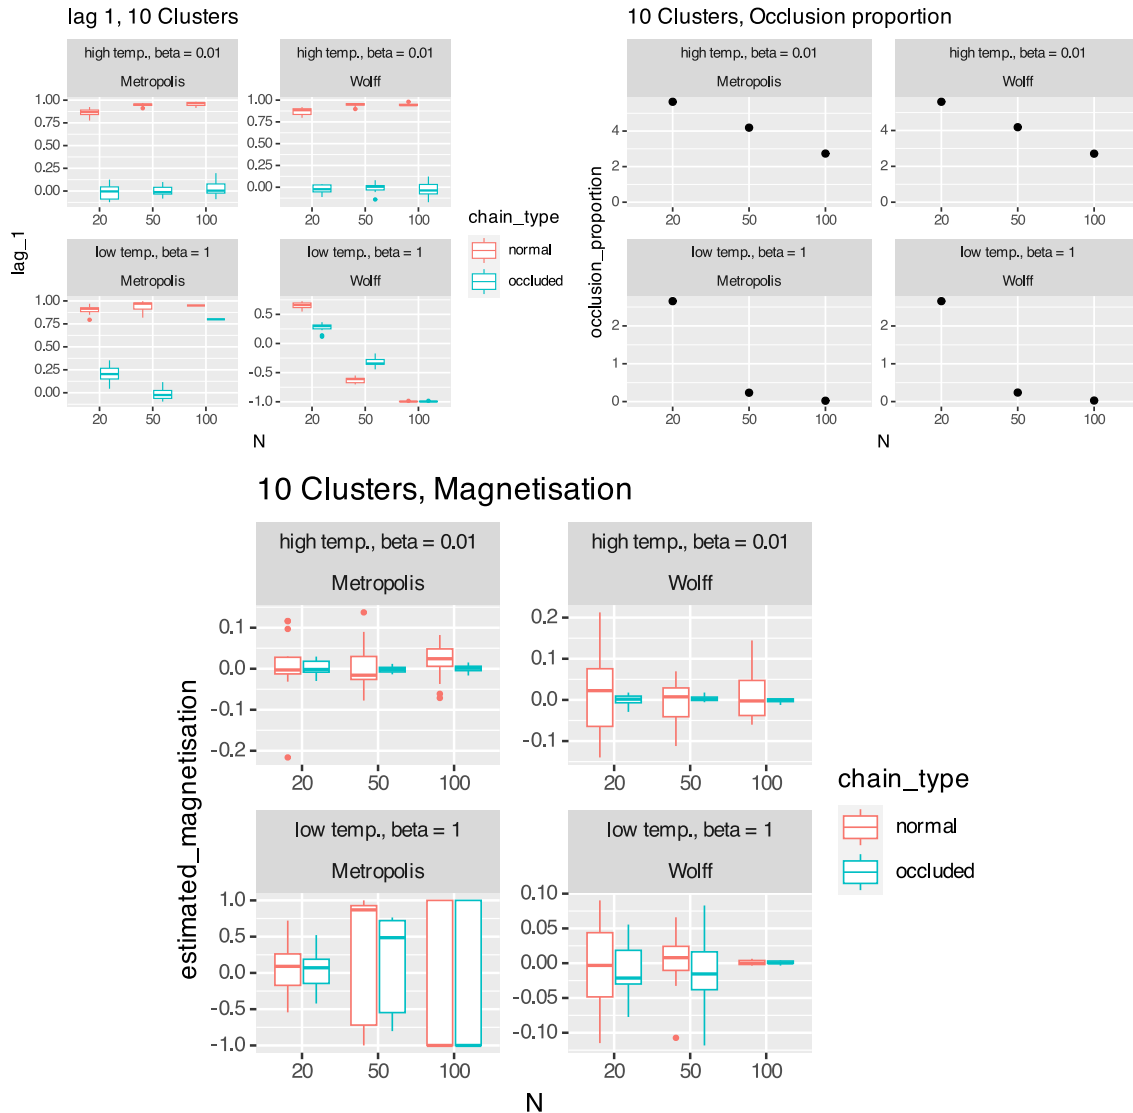 lag 1, 10 Clusters
high temp., beta = 0.01
Metropolis
high temp., beta = 0.01
Wolff
1.00
0.75
0.50
0.25
0.00
20
50
100
1.00
0.75
0.50
0.25
0.00
20
50
100
low temp., beta = 1
Metropolis
low temp., beta = 1
Wolff
1.00
0.75
0.50
0.25
0.00
20
50
100
0.5
0.0
-0.5
-1.0
20
50
100
lag_1
N
chain_type
normal
occluded
10 Clusters, Occlusion proportion
high temp., beta = 0.01
Metropolis
high temp., beta = 0.01
Wolff
4
2
0
20
50
100
4
2
0
20
50
100
low temp., beta = 1
Metropolis
low temp., beta = 1
Wolff
2
1
0
20
50
100
2
1
0
20
50
100
occlusion_proportion
N
10 Clusters, Magnetisation
high temp., beta = 0.01
Metropolis
high temp., beta = 0.01
Wolff
0.1
0.0
-0.1
-0.2
20
50
100
0.2
0.1
0.0
-0.1
20
50
100
low temp., beta = 1
Metropolis
low temp., beta = 1
Wolff
1.0
0.5
0.0
-0.5
-1.0
20
50
100
0.10
0.05
0.00
-0.05
-0.10
20
50
100
estimated_magnetisation
N
chain_type
normal
occluded